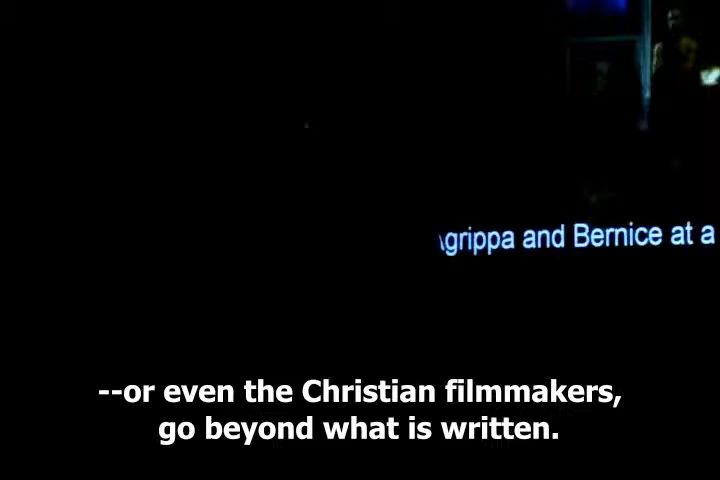 grippa and Bernice at a
--or even the Christian filmmakers,
go beyond what is written.